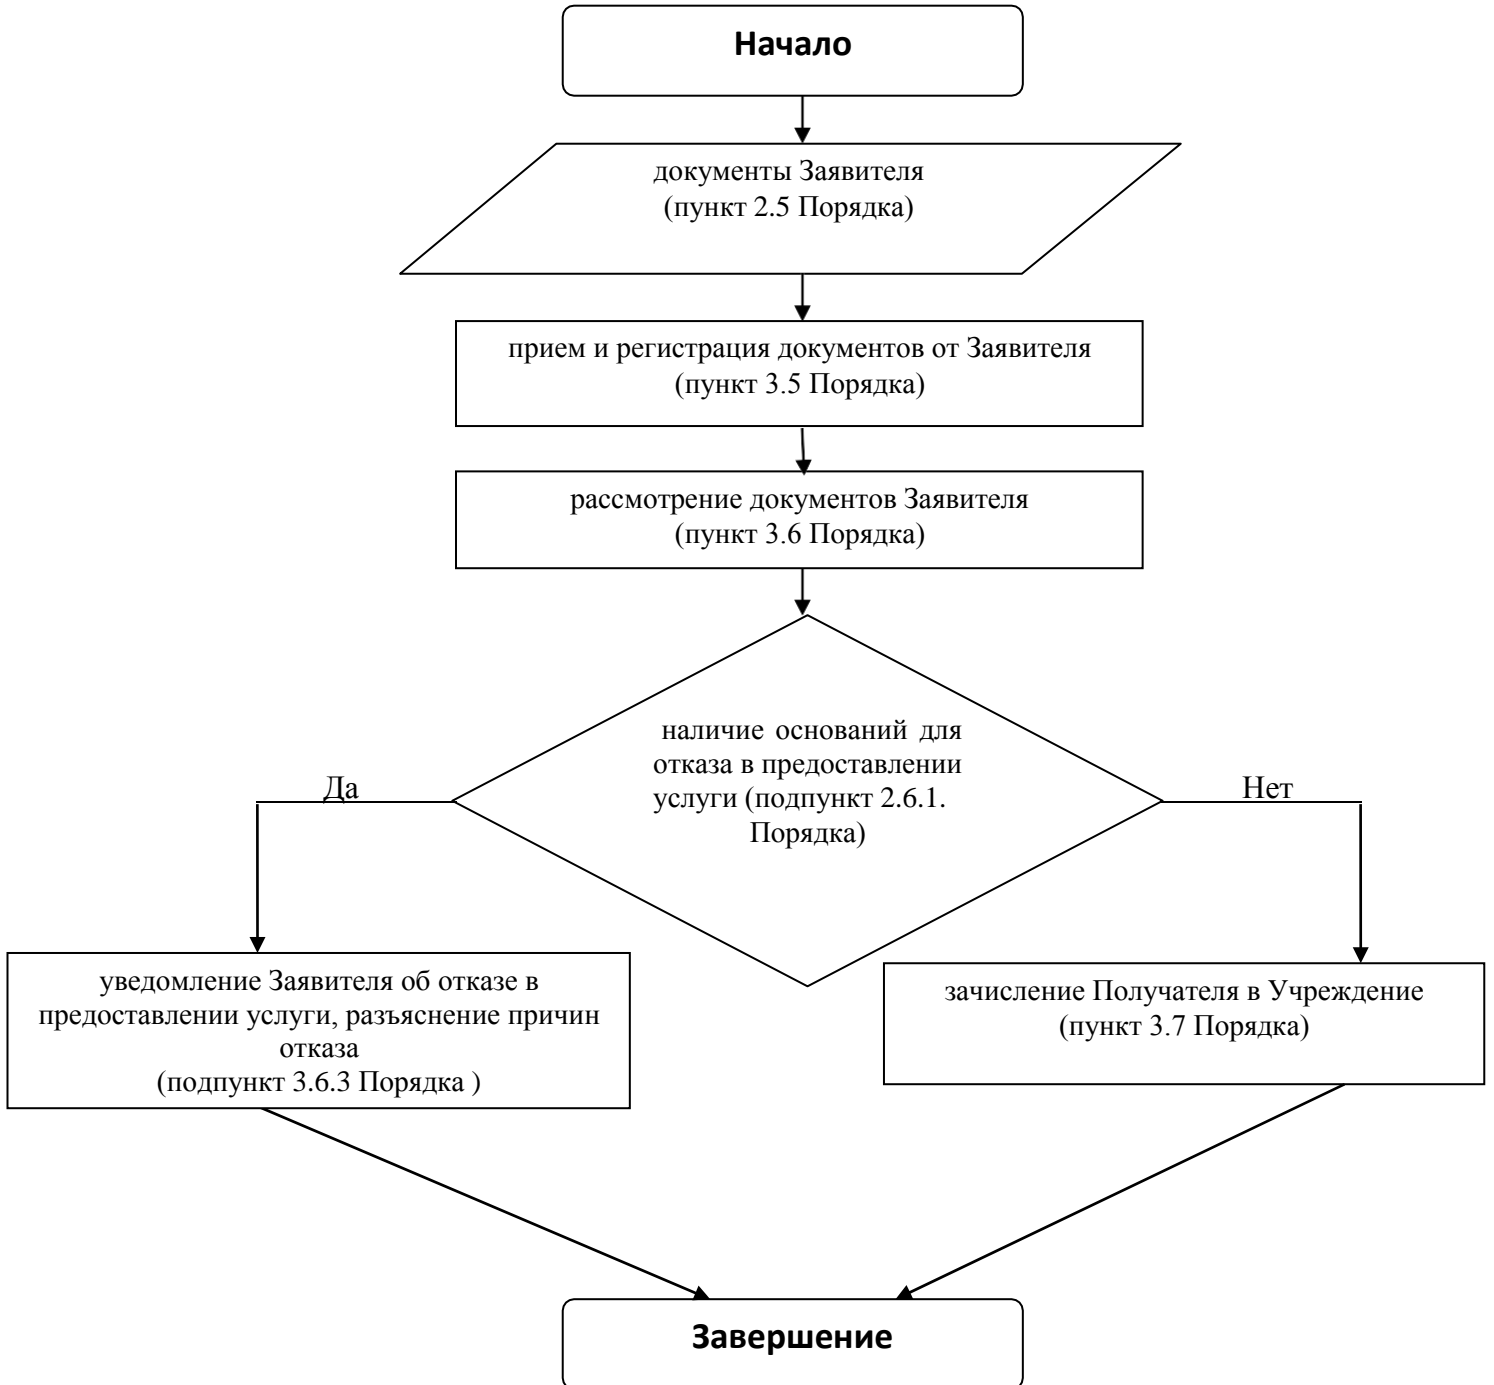 Начало
документы Заявителя
(пункт 2.5 Порядка)
прием и регистрация документов от Заявителя
(пункт 3.5 Порядка)
рассмотрение документов Заявителя
(пункт 3.6 Порядка)
наличие оснований для
отказа в предоставлении
услуги (подпункт 2.6.1.
Порядка)
Да
Нет
уведомление Заявителя об отказе в
предоставлении услуги, разъяснение причин
отказа
(подпункт 3.6.3 Порядка )
зачисление Получателя в Учреждение
(пункт 3.7 Порядка)
Завершение